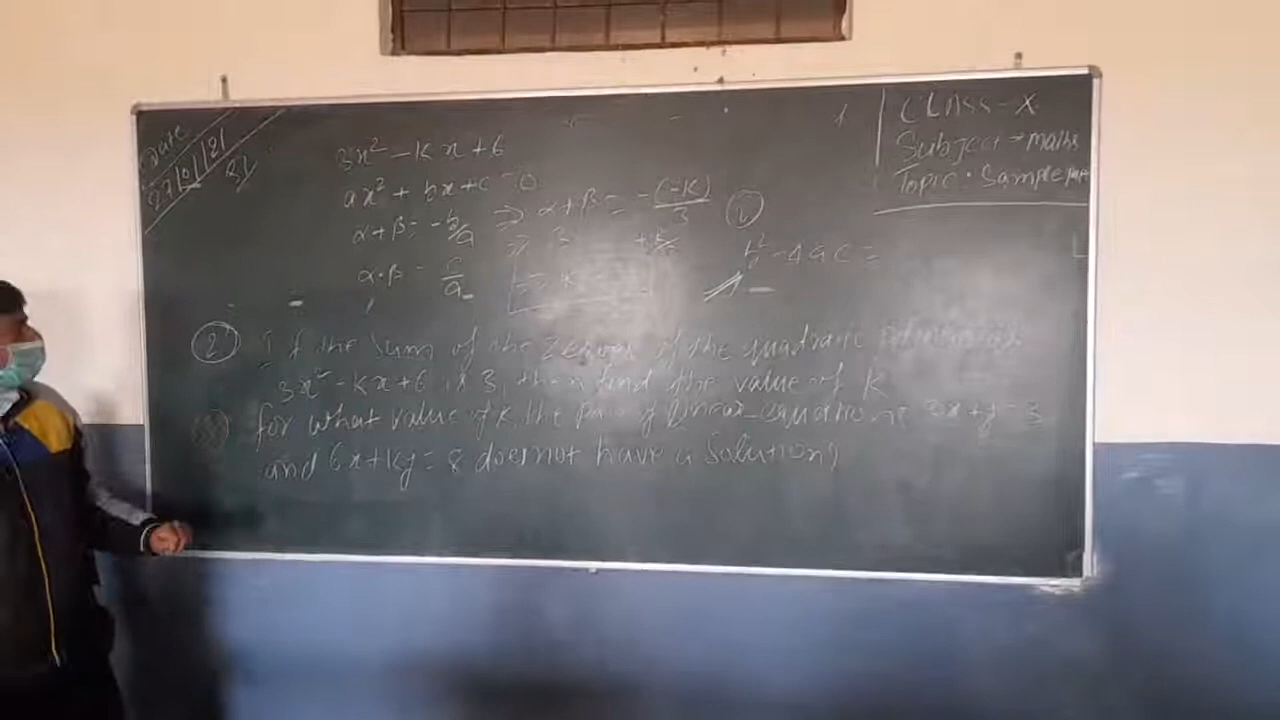 Date
27/01/21
CLASS-X
Subject → maths
Topic: Sample
3x² - kx + 6
ax² + bx + c = 0
α+β = -b/a ⇒ α+β = -(-k)/3
α·β = c/a
b² - 4ac =
② If the Sum of the Zeroes of the quadratic
3x² - kx + 6 is 3, then find the value of k
for what value of k the pair of linear equations x + y = 3
and 6x + ky = 8 does not have a solution?